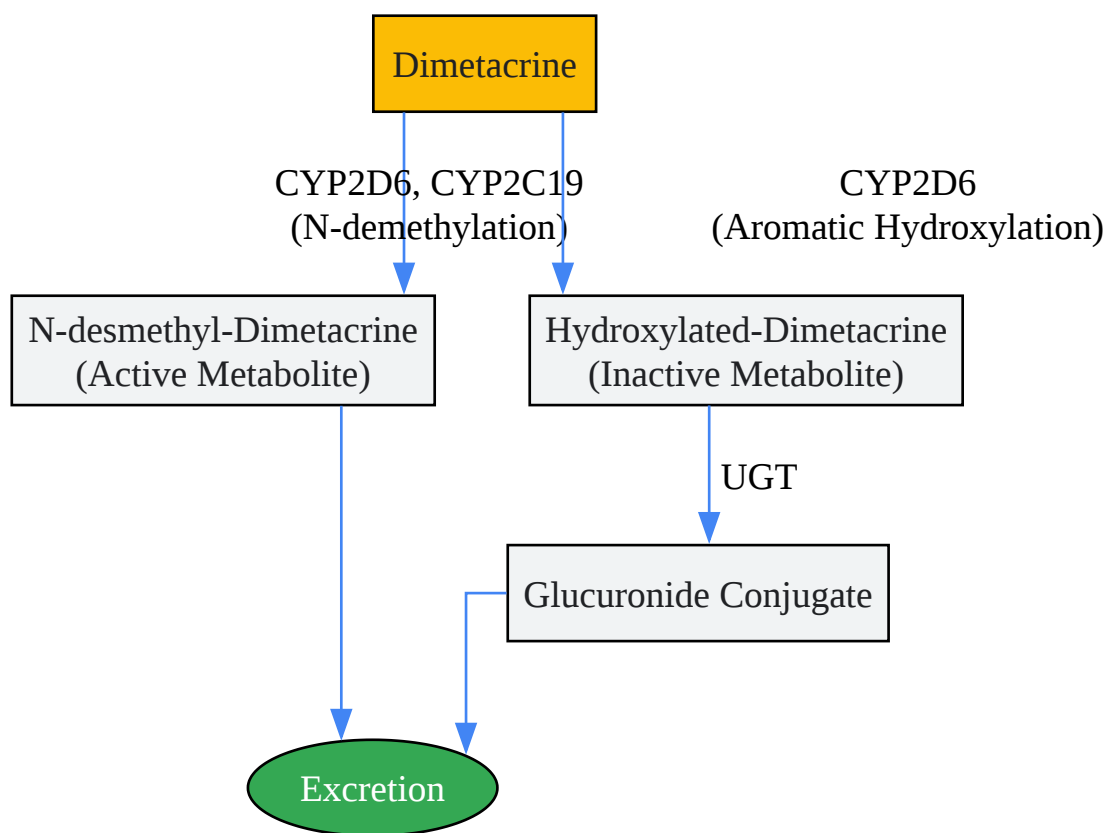 Dimetacrine
CYP2D6, CYP2C19
(N-demethylation)
CYP2D6
(Aromatic Hydroxylation)
N-desmethyl-Dimetacrine
(Active Metabolite)
Hydroxylated-Dimetacrine
(Inactive Metabolite)
UGT
Glucuronide Conjugate
Excretion